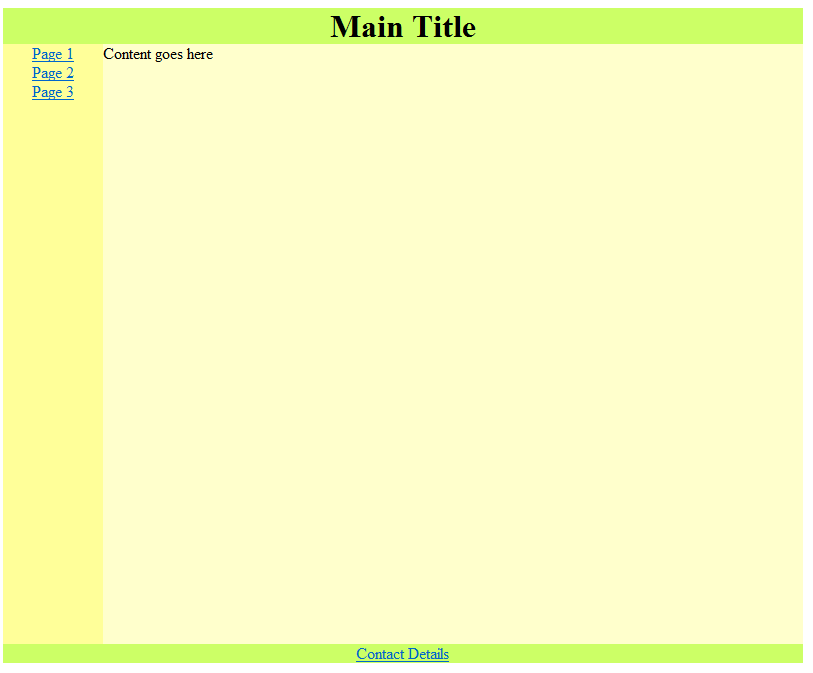 Main Title
Page 1
Page 2
Page 3
Content goes here
Contact Details